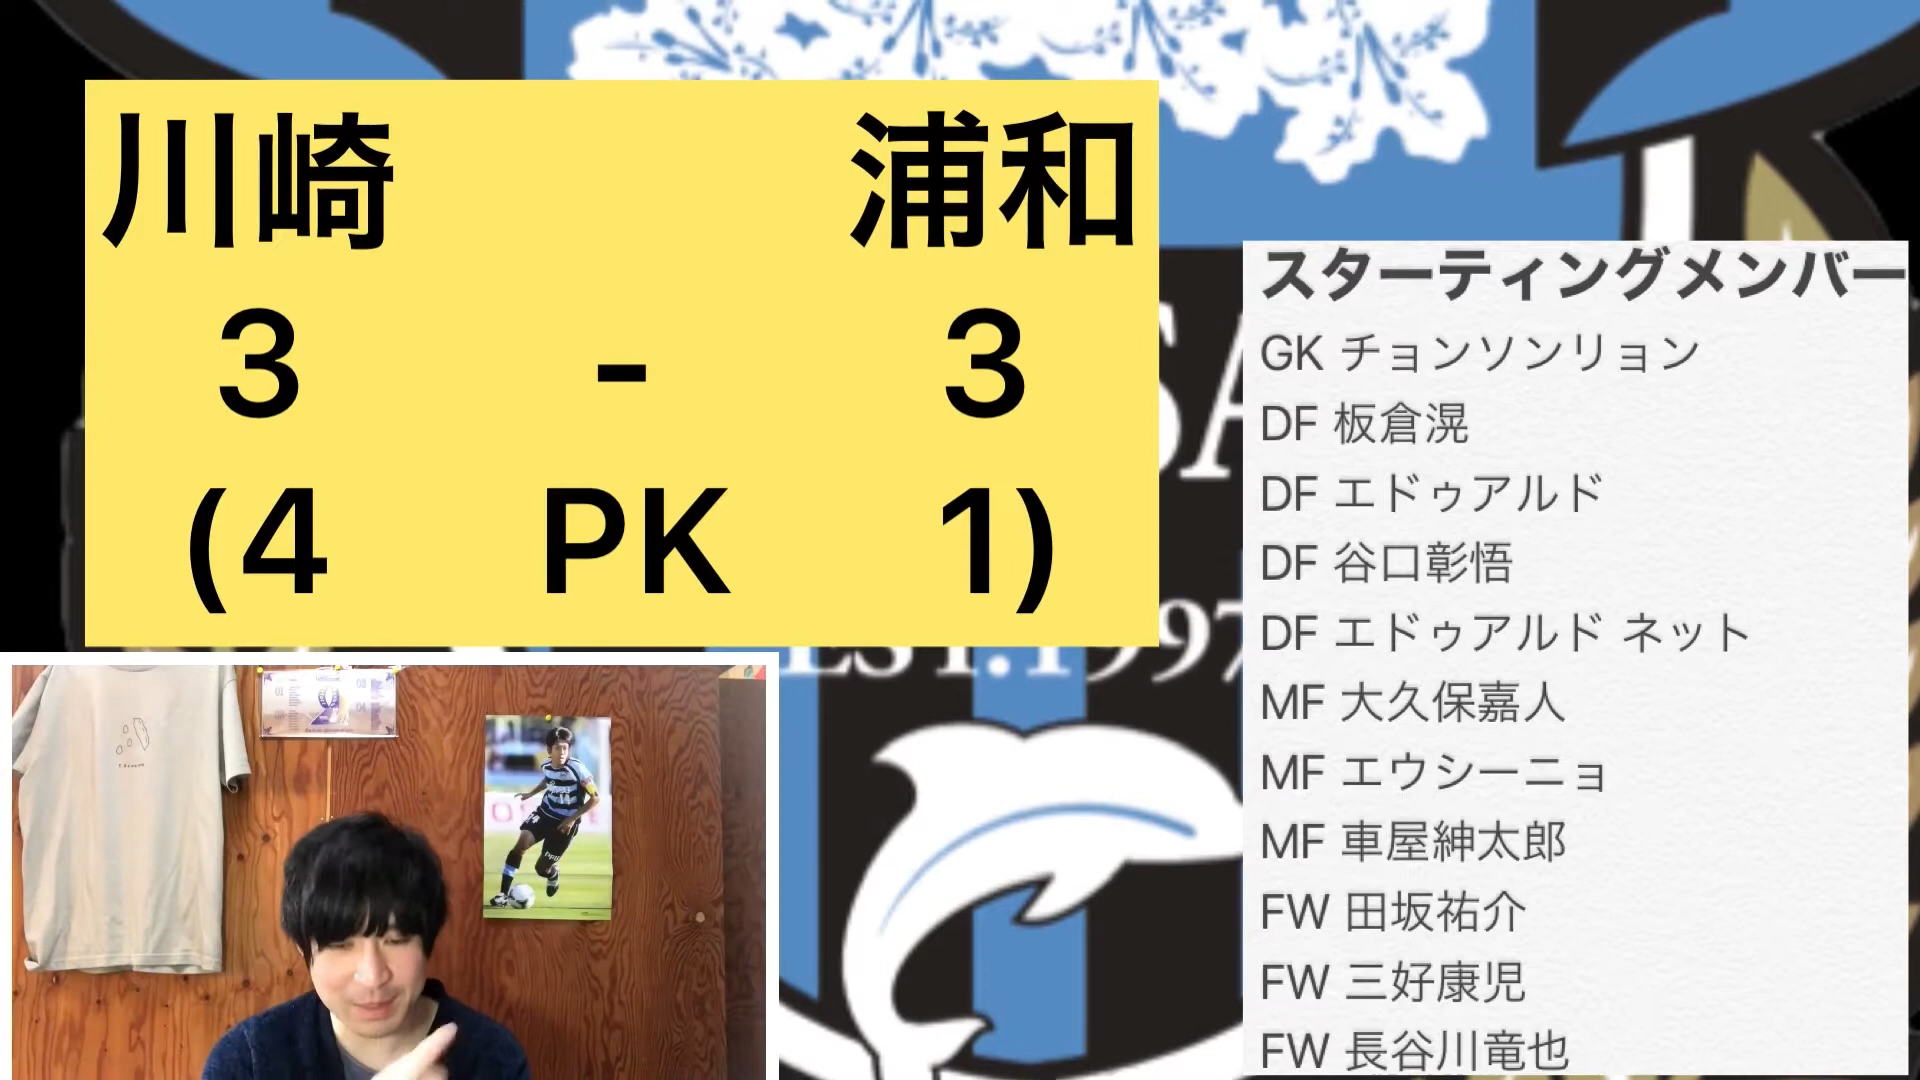 川崎 浦和
3 - 3
(4 PK 1)
スターティングメンバー
GK チョンソンリョン
DF 板倉滉
DF エドゥアルド
DF 谷口彰悟
DF エドゥアルド ネット
MF 大久保嘉人
MF エウシーニョ
MF 車屋紳太郎
FW 田坂祐介
FW 三好康児
FW 長谷川竜也
EST.1997